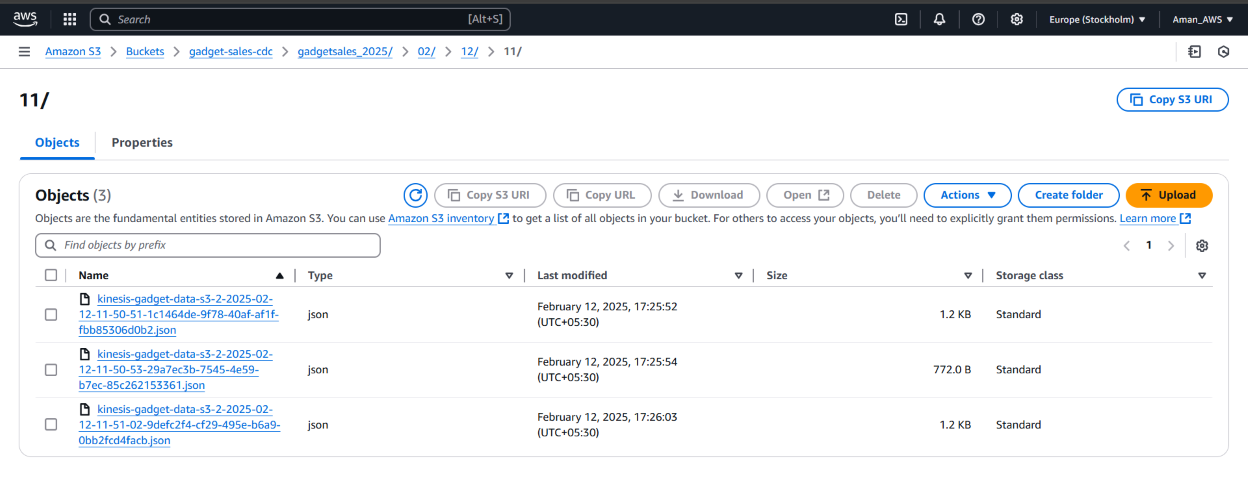 aws Search [Alt+S] Europe (Stockholm) Aman_AWS
Amazon S3 > Buckets > gadget-sales-cdc > gadgetsales_2025/ > 02/ > 12/ > 11/
11/ Copy S3 URI
Objects Properties
Objects (3) Copy S3 URI Copy URL Download Open Delete Actions Create folder Upload
Objects are the fundamental entities stored in Amazon S3. You can use Amazon S3 inventory to get a list of all objects in your bucket. For others to access your objects, you'll need to explicitly grant them permissions. Learn more
Find objects by prefix 1
Name Type Last modified Size Storage class
kinesis-gadget-data-s3-2-2025-02-
12-11-50-51-1c1464de-9f78-40af-af1f-
fbb85306d0b2.json
json
February 12, 2025, 17:25:52
(UTC+05:30)
1.2 KB
Standard
kinesis-gadget-data-s3-2-2025-02-
12-11-50-53-29a7ec3b-7545-4e59-
b7ec-85c262153361.json
json
February 12, 2025, 17:25:54
(UTC+05:30)
772.0 B
Standard
kinesis-gadget-data-s3-2-2025-02-
12-11-51-02-9defc2f4-cf29-495e-b6a9-
0bb2fcd4facb.json
json
February 12, 2025, 17:26:03
(UTC+05:30)
1.2 KB
Standard